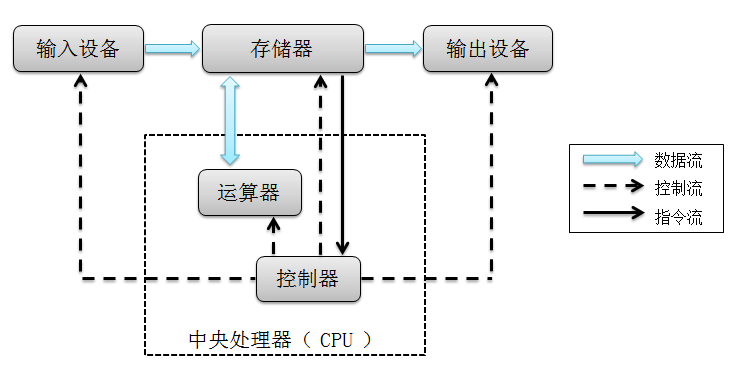 输入设备
存储器
输出设备
数据流
控制流
运算器
指令流
控制器
中央处理器（ CPU ）